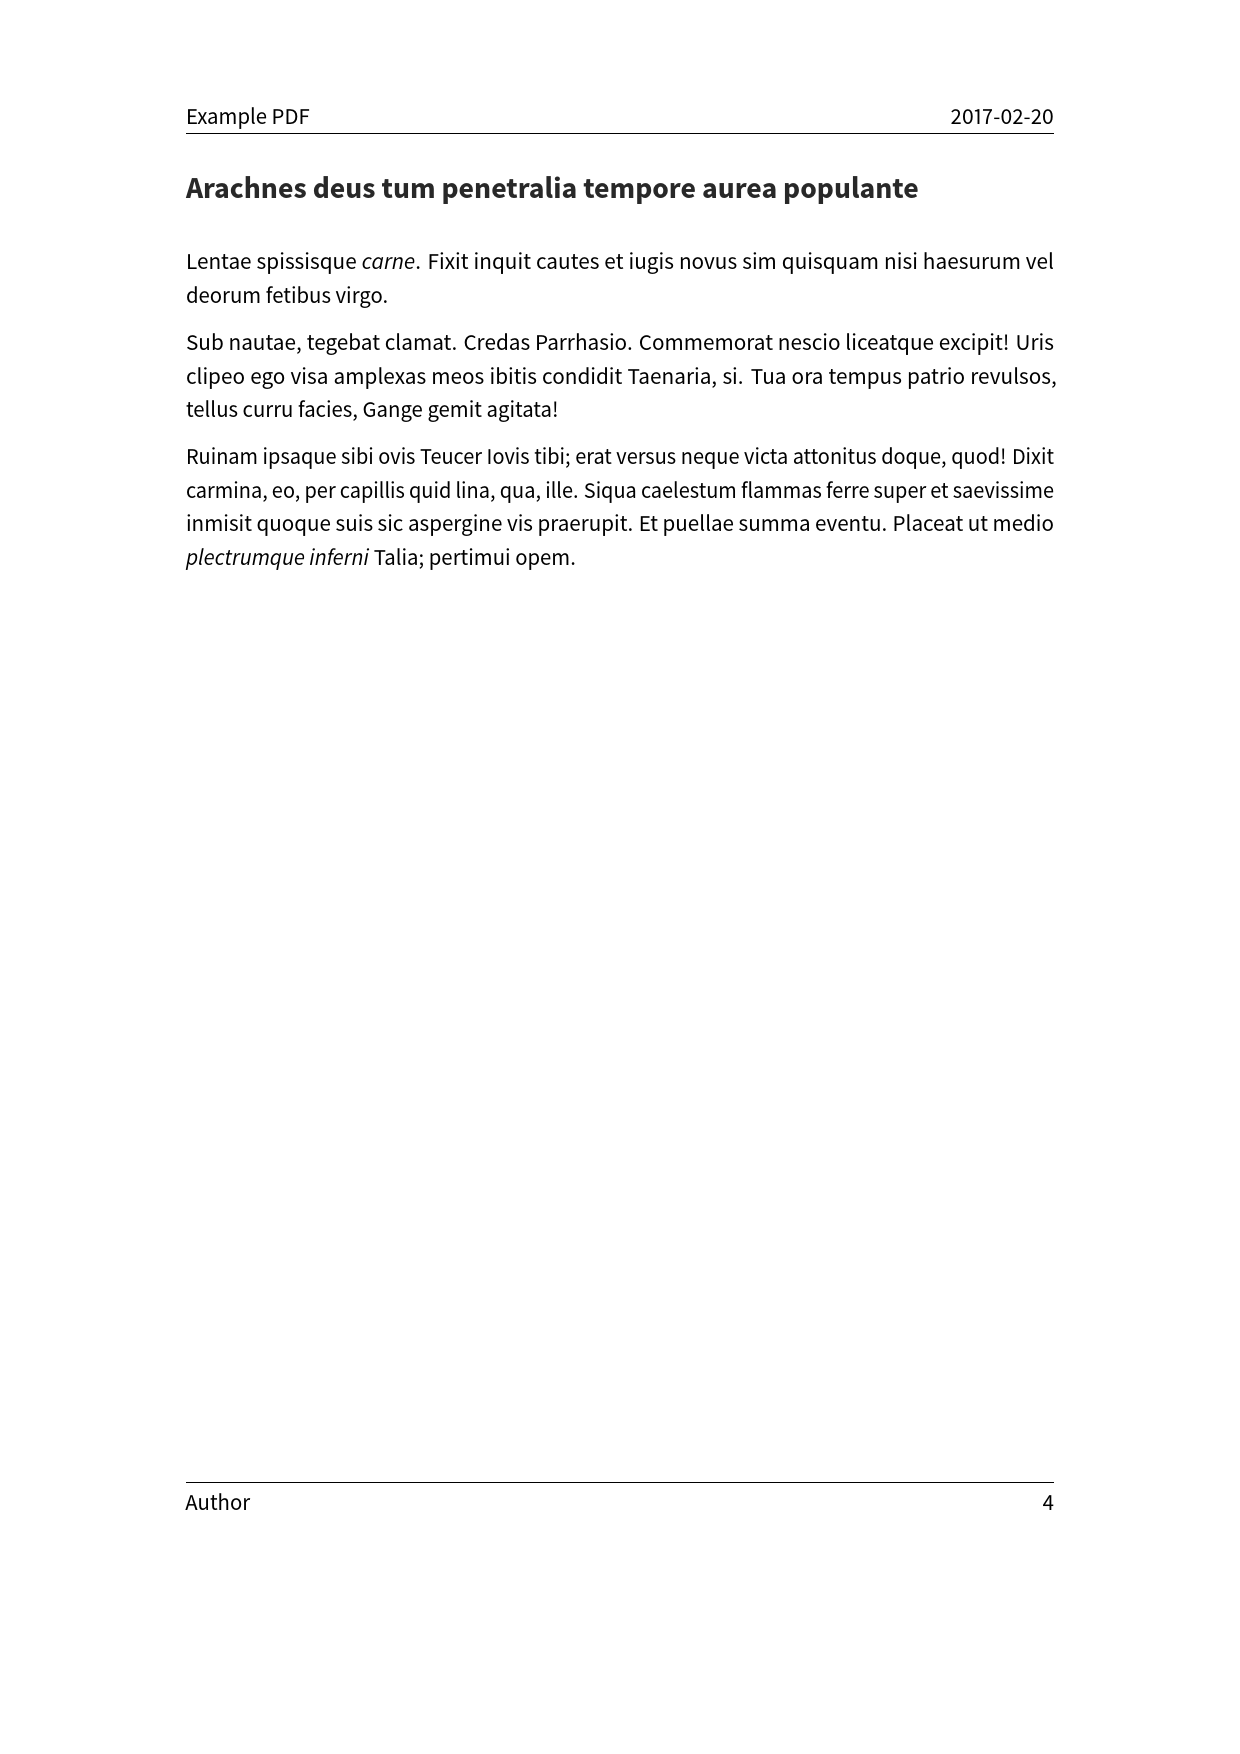 Example PDF 2017-02-20
Arachnes deus tum penetralia tempore aurea populante
Lentae spissisque carne. Fixit inquit cautes et iugis novus sim quisquam nisi haesurum vel
deorum fetibus virgo.
Sub nautae, tegebat clamat. Credas Parrhasio. Commemorat nescio liceatque excipit! Uris
clipeo ego visa amplexas meos ibitis condidit Taenaria, si. Tua ora tempus patrio revulsos,
tellus curru facies, Gange gemit agitata!
Ruinam ipsaque sibi ovis Teucer Iovis tibi; erat versus neque victa attonitus doque, quod! Dixit
carmina, eo, per capillis quid lina, qua, ille. Siqua caelestum flammas ferre super et saevissime
inmisit quoque suis sic aspergine vis praerupit. Et puellae summa eventu. Placeat ut medio
plectrumque inferni Talia; pertimui opem.
Author 4